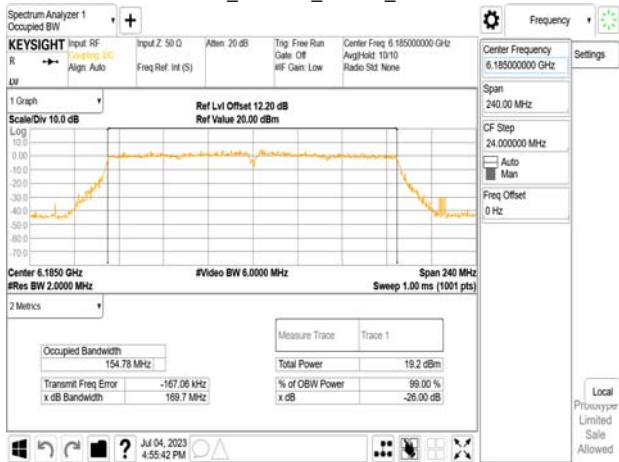 Spectrum Analyzer 1
Occupied BW
Frequency
KEYSIGHT Input: RF Input Z: 50 Ω Atten: 20 dB Trig: Free Run Center Freq: 6.185000000 GHz
R Coupling: DC Gate: Off Avg|Hold: 10/10
Align: Auto Freq Ref: Int (S) #IF Gain: Low Radio Std: None
Center Frequency
6.185000000 GHz
Settings
Span
240.00 MHz
CF Step
24.000000 MHz
Auto
Man
Freq Offset
0 Hz
1 Graph
Ref Lvl Offset 12.20 dB
Scale/Div 10.0 dB Ref Value 20.00 dBm
Log
10.0
0.00
-10.0
-20.0
-30.0
-40.0
-50.0
-60.0
-70.0
Center 6.1850 GHz #Video BW 6.0000 MHz Span 240 MHz
#Res BW 2.0000 MHz Sweep 1.00 ms (1001 pts)
2 Metrics
Measure Trace Trace 1
Occupied Bandwidth
154.78 MHz Total Power 19.2 dBm
Transmit Freq Error -167.06 kHz % of OBW Power 99.00 %
x dB Bandwidth 169.7 MHz x dB -26.00 dB
Local
Prototype
Limited
Sale
Allowed
Jul 04, 2023
4:55:42 PM